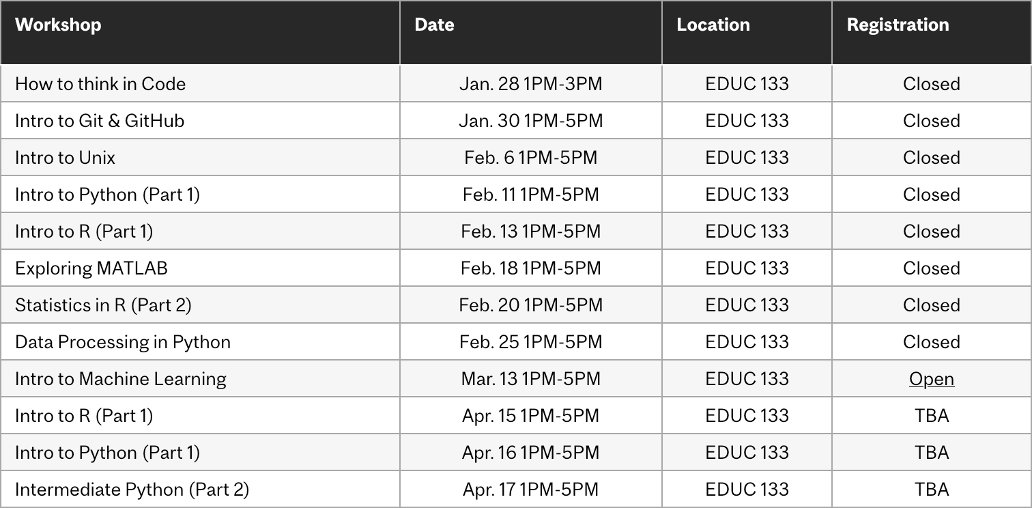 Workshop Date Location Registration
How to think in Code Jan. 28 1PM-3PM EDUC 133 Closed
Intro to Git & GitHub Jan. 30 1PM-5PM EDUC 133 Closed
Intro to Unix Feb. 6 1PM-5PM EDUC 133 Closed
Intro to Python (Part 1) Feb. 11 1PM-5PM EDUC 133 Closed
Intro to R (Part 1) Feb. 13 1PM-5PM EDUC 133 Closed
Exploring MATLAB Feb. 18 1PM-5PM EDUC 133 Closed
Statistics in R (Part 2) Feb. 20 1PM-5PM EDUC 133 Closed
Data Processing in Python Feb. 25 1PM-5PM EDUC 133 Closed
Intro to Machine Learning Mar. 13 1PM-5PM EDUC 133 Open
Intro to R (Part 1) Apr. 15 1PM-5PM EDUC 133 TBA
Intro to Python (Part 1) Apr. 16 1PM-5PM EDUC 133 TBA
Intermediate Python (Part 2) Apr. 17 1PM-5PM EDUC 133 TBA